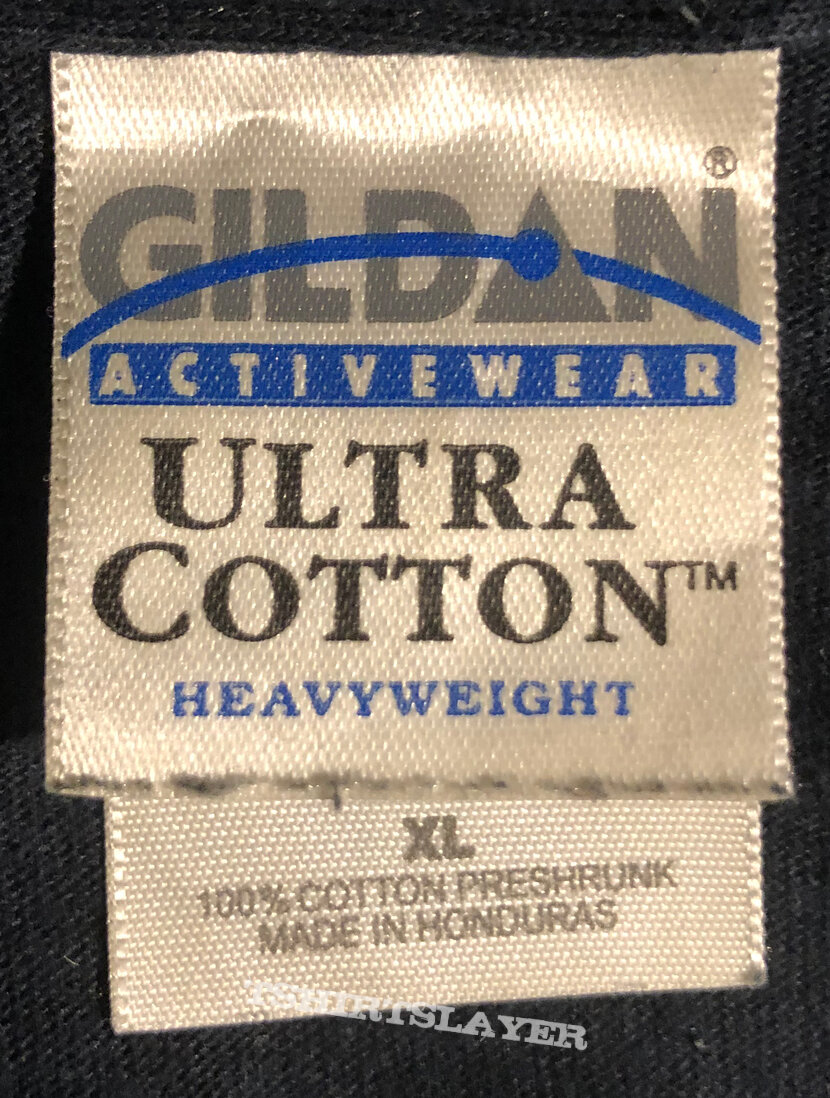 GILDAN®
ACTIVEWEAR
ULTRA
COTTON™
HEAVYWEIGHT
XL
100% COTTON PRESHRUNK
MADE IN HONDURAS
TSHIRTSLAYER